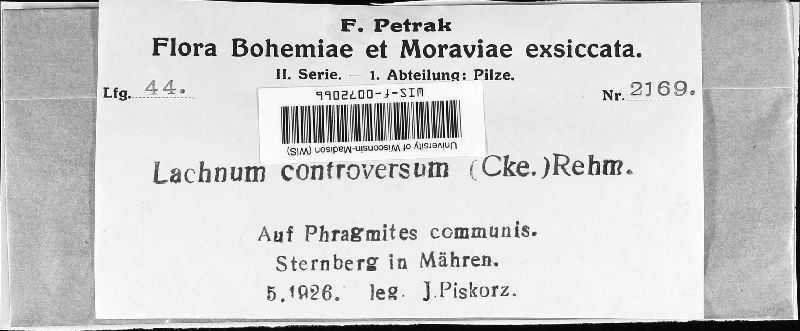 F. Petrak
Flora Bohemiae et Moraviae exsiccata.
II. Serie. — 1. Abteilung: Pilze.
Lfg. 44.
Nr. 2169.
WIS-F-0072066
University of Wisconsin-Madison (WIS)
Lachnum controversum (Cke.) Rehm.
Auf Phragmites communis.
Sternberg in Mähren.
5.1926. leg. J.Piskorz.